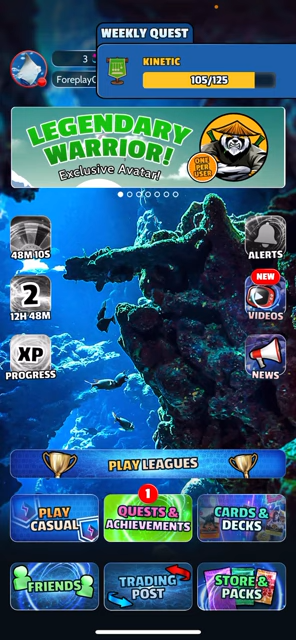 WEEKLY QUEST
3
KINETIC
105/125
LEGENDARY
WARRIOR!
Exclusive Avatar!
ONE
PER
USER
48M 10S
ALERTS
NEW
2
12H 48M
VIDEOS
XP
PROGRESS
NEWS
PLAY LEAGUES
PLAY
CASUAL
1
QUESTS &
ACHIEVEMENTS
CARDS &
DECKS
FRIENDS
TRADING
POST
STORE &
PACKS